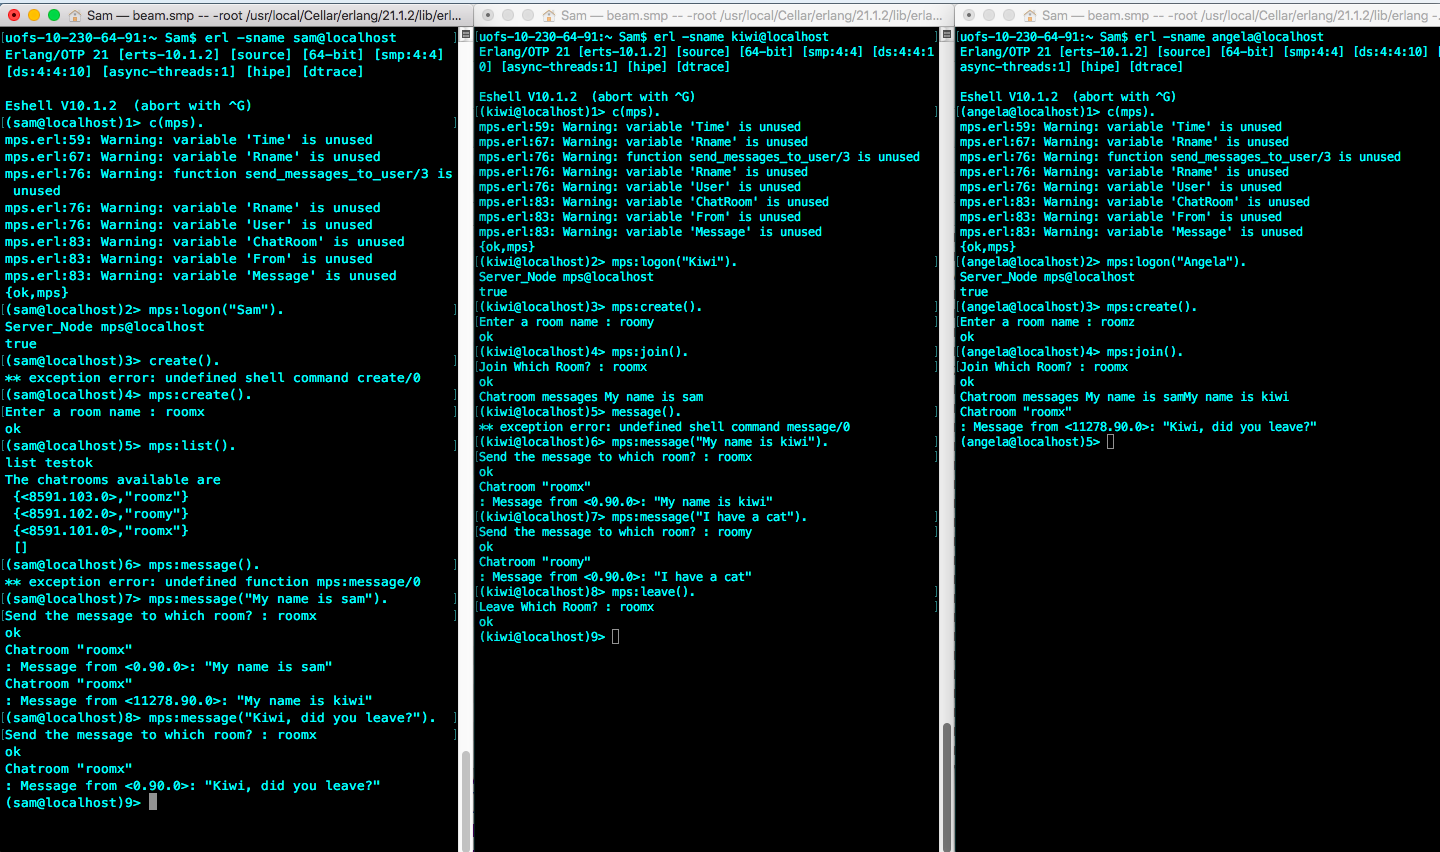 Sam — beam.smp -- -root /usr/local/Cellar/erlang/21.1.2/lib/erl...
[uofs-10-230-64-91:~ Sam$ erl -sname sam@localhost ]
Erlang/OTP 21 [erts-10.1.2] [source] [64-bit] [smp:4:4]
[ds:4:4:10] [async-threads:1] [hipe] [dtrace]
Eshell V10.1.2  (abort with ^G)
[(sam@localhost)1> c(mps). ]
mps.erl:59: Warning: variable 'Time' is unused
mps.erl:67: Warning: variable 'Rname' is unused
mps.erl:76: Warning: function send_messages_to_user/3 is
unused
mps.erl:76: Warning: variable 'Rname' is unused
mps.erl:76: Warning: variable 'User' is unused
mps.erl:83: Warning: variable 'ChatRoom' is unused
mps.erl:83: Warning: variable 'From' is unused
mps.erl:83: Warning: variable 'Message' is unused
{ok,mps}
[(sam@localhost)2> mps:logon("Sam"). ]
Server_Node mps@localhost
true
[(sam@localhost)3> create(). ]
** exception error: undefined shell command create/0
[(sam@localhost)4> mps:create(). ]
[Enter a room name : roomx ]
ok
[(sam@localhost)5> mps:list(). ]
list testok
The chatrooms available are
{<8591.103.0>,"roomz"}
{<8591.102.0>,"roomy"}
{<8591.101.0>,"roomx"}
[]
[(sam@localhost)6> mps:message(). ]
** exception error: undefined function mps:message/0
[(sam@localhost)7> mps:message("My name is sam"). ]
[Send the message to which room? : roomx ]
ok
Chatroom "roomx"
: Message from <0.90.0>: "My name is sam"
Chatroom "roomx"
: Message from <11278.90.0>: "My name is kiwi"
[(sam@localhost)8> mps:message("Kiwi, did you leave?"). ]
[Send the message to which room? : roomx ]
ok
Chatroom "roomx"
: Message from <0.90.0>: "Kiwi, did you leave?"
(sam@localhost)9>
Sam — beam.smp -- -root /usr/local/Cellar/erlang/21.1.2/lib/erla...
[uofs-10-230-64-91:~ Sam$ erl -sname kiwi@localhost ]
Erlang/OTP 21 [erts-10.1.2] [source] [64-bit] [smp:4:4] [ds:4:4:1
0] [async-threads:1] [hipe] [dtrace]
Eshell V10.1.2  (abort with ^G)
[(kiwi@localhost)1> c(mps). ]
mps.erl:59: Warning: variable 'Time' is unused
mps.erl:67: Warning: variable 'Rname' is unused
mps.erl:76: Warning: function send_messages_to_user/3 is unused
mps.erl:76: Warning: variable 'Rname' is unused
mps.erl:76: Warning: variable 'User' is unused
mps.erl:83: Warning: variable 'ChatRoom' is unused
mps.erl:83: Warning: variable 'From' is unused
mps.erl:83: Warning: variable 'Message' is unused
{ok,mps}
[(kiwi@localhost)2> mps:logon("Kiwi"). ]
Server_Node mps@localhost
true
[(kiwi@localhost)3> mps:create(). ]
[Enter a room name : roomy ]
ok
[(kiwi@localhost)4> mps:join(). ]
[Join Which Room? : roomx ]
ok
Chatroom messages My name is sam
[(kiwi@localhost)5> message(). ]
** exception error: undefined shell command message/0
[(kiwi@localhost)6> mps:message("My name is kiwi"). ]
[Send the message to which room? : roomx ]
ok
Chatroom "roomx"
: Message from <0.90.0>: "My name is kiwi"
[(kiwi@localhost)7> mps:message("I have a cat"). ]
[Send the message to which room? : roomy ]
ok
Chatroom "roomy"
: Message from <0.90.0>: "I have a cat"
[(kiwi@localhost)8> mps:leave(). ]
[Leave Which Room? : roomx ]
ok
(kiwi@localhost)9>
Sam — beam.smp -- -root /usr/local/Cellar/erlang/21.1.2/lib/erlang -...
[uofs-10-230-64-91:~ Sam$ erl -sname angela@localhost
Erlang/OTP 21 [erts-10.1.2] [source] [64-bit] [smp:4:4] [ds:4:4:10] [
async-threads:1] [hipe] [dtrace]
Eshell V10.1.2  (abort with ^G)
[(angela@localhost)1> c(mps).
mps.erl:59: Warning: variable 'Time' is unused
mps.erl:67: Warning: variable 'Rname' is unused
mps.erl:76: Warning: function send_messages_to_user/3 is unused
mps.erl:76: Warning: variable 'Rname' is unused
mps.erl:76: Warning: variable 'User' is unused
mps.erl:83: Warning: variable 'ChatRoom' is unused
mps.erl:83: Warning: variable 'From' is unused
mps.erl:83: Warning: variable 'Message' is unused
{ok,mps}
[(angela@localhost)2> mps:logon("Angela").
Server_Node mps@localhost
true
[(angela@localhost)3> mps:create().
[Enter a room name : roomz
ok
[(angela@localhost)4> mps:join().
[Join Which Room? : roomx
ok
Chatroom messages My name is samMy name is kiwi
Chatroom "roomx"
: Message from <11278.90.0>: "Kiwi, did you leave?"
(angela@localhost)5>